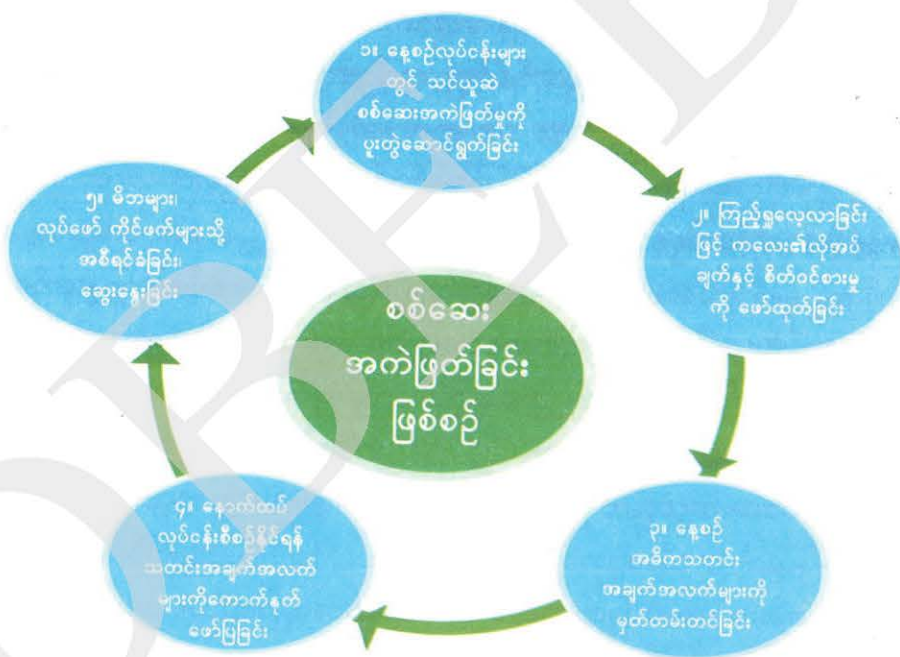 ၁။ နေ့စဉ်လုပ်ငန်းများ
တွင် သင်ယူဆဲ
စစ်ဆေးအကဲဖြတ်မှုကို
ပူးတွဲဆောင်ရွက်ခြင်း
၂။ ကြည့်ရှုလေ့လာခြင်း
ဖြင့် ကလေး၏လိုအပ်
ချက်နှင့် စိတ်ဝင်စားမှု
ကို ဖော်ထုတ်ခြင်း
၃။ နေ့စဉ်
အဓိကသတင်း
အချက်အလက်များကို
မှတ်တမ်းတင်ခြင်း
၄။ နောက်ထပ်
လုပ်ငန်းစီစဉ်နိုင်ရန်
သတင်းအချက်အလက်
များကိုကောက်နုတ်
ဖော်ပြခြင်း
၅။ မိဘများ၊
လုပ်ဖော် ကိုင်ဖက်များသို့
အစီရင်ခံခြင်း၊
ဆွေးနွေးခြင်း
စစ်ဆေး
အကဲဖြတ်ခြင်း
ဖြစ်စဉ်